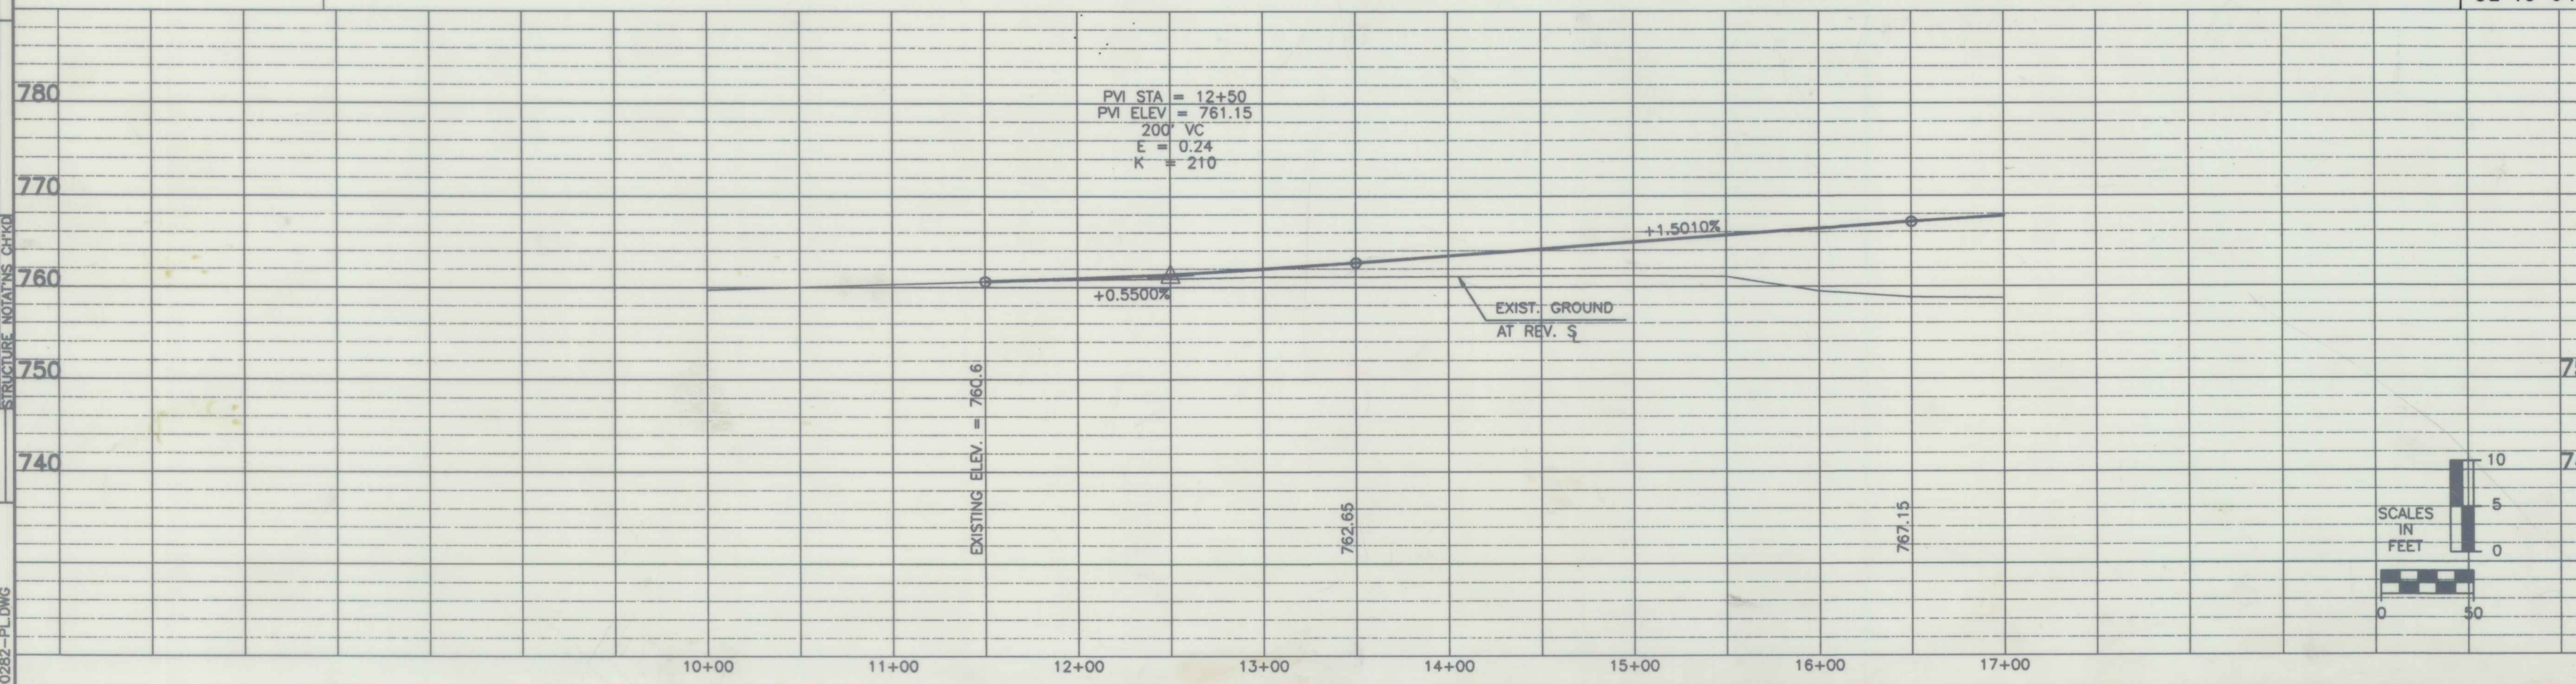 780
770
760
750
740
PVI STA = 12+50
PVI ELEV = 761.15
200' VC
E = 0.24
K = 210
+0.5500%
+1.5010%
EXIST. GROUND
AT REV. ⅊
EXISTING ELEV. = 760.6
762.65
767.15
SCALES
IN
FEET
10
5
0
0
50
10+00
11+00
12+00
13+00
14+00
15+00
16+00
17+00
STRUCTURE NOTAT'NS CH'KD